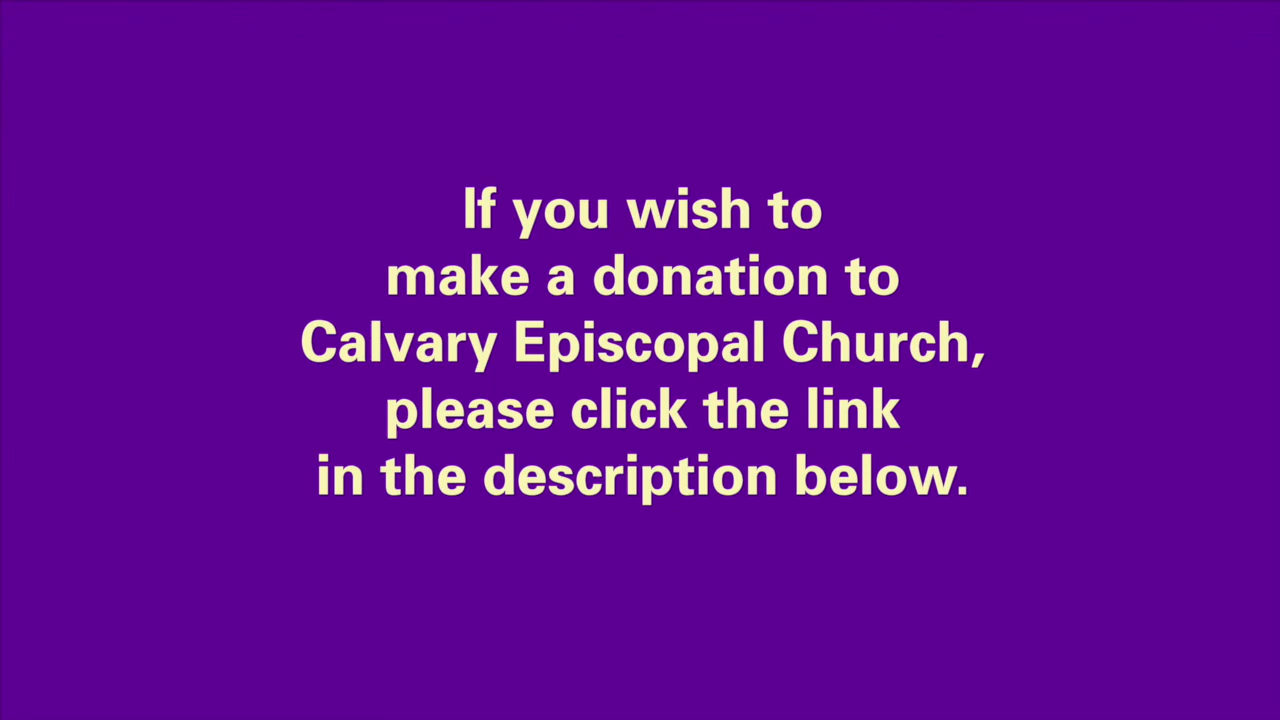 If you wish to
make a donation to
Calvary Episcopal Church,
please click the link
in the description below.